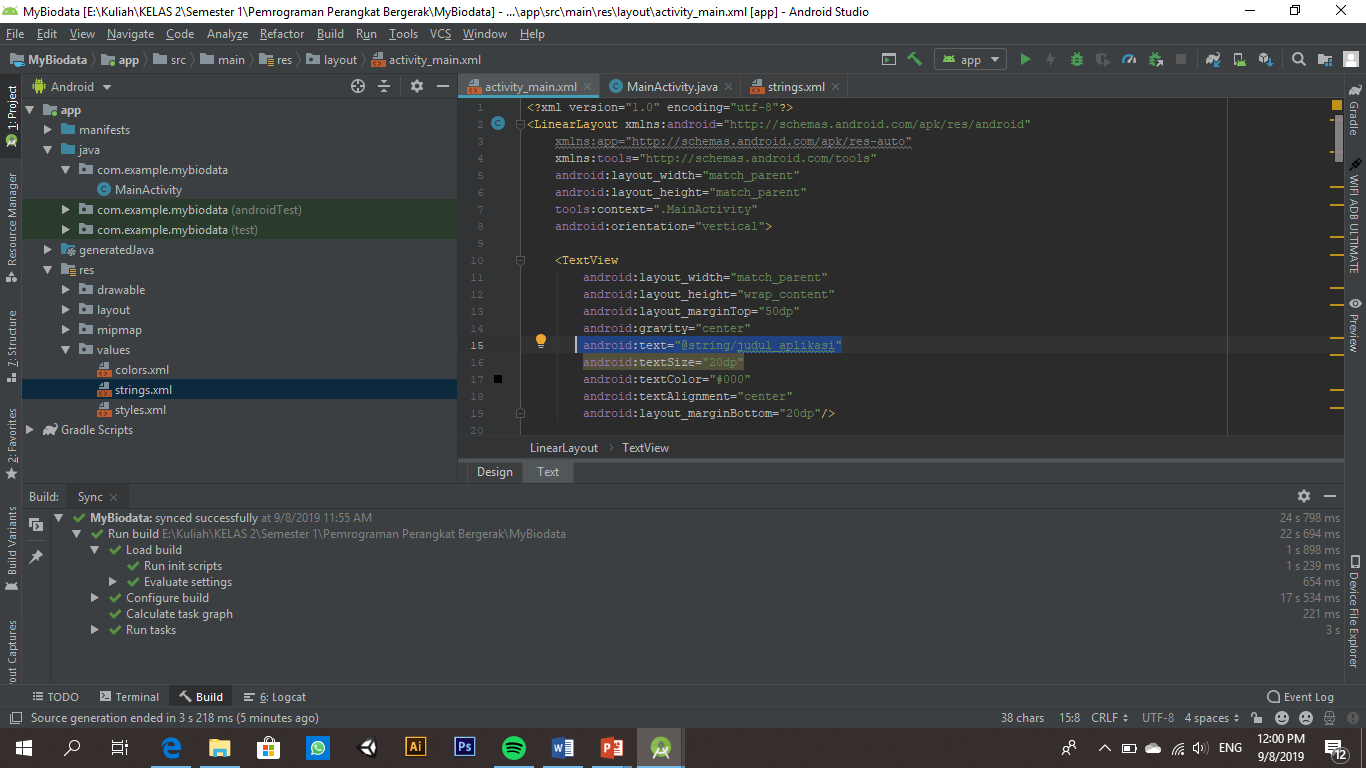 MyBiodata [E:\Kuliah\KELAS 2\Semester 1\Pemrograman Perangkat Bergerak\MyBiodata] - ...\app\src\main\res\layout\activity_main.xml [app] - Android Studio
File Edit View Navigate Code Analyze Refactor Build Run Tools VCS Window Help
MyBiodata app src main res layout activity_main.xml
app
Android
activity_main.xml MainActivity.java strings.xml
1: Project
Resource Manager
7: Structure
2: Favorites
Build Variants
out Captures
app
manifests
java
com.example.mybiodata
MainActivity
com.example.mybiodata (androidTest)
com.example.mybiodata (test)
generatedJava
res
drawable
layout
mipmap
values
colors.xml
strings.xml
styles.xml
Gradle Scripts
1 <?xml version="1.0" encoding="utf-8"?>
2 <LinearLayout xmlns:android="http://schemas.android.com/apk/res/android"
3 xmlns:app="http://schemas.android.com/apk/res-auto"
4 xmlns:tools="http://schemas.android.com/tools"
5 android:layout_width="match_parent"
6 android:layout_height="match_parent"
7 tools:context=".MainActivity"
8 android:orientation="vertical">
9
10 <TextView
11 android:layout_width="match_parent"
12 android:layout_height="wrap_content"
13 android:layout_marginTop="50dp"
14 android:gravity="center"
15 android:text="@string/judul_aplikasi"
16 android:textSize="20dp"
17 android:textColor="#000"
18 android:textAlignment="center"
19 android:layout_marginBottom="20dp"/>
20
LinearLayout TextView
Design Text
Gradle
WIFI ADB ULTIMATE
Preview
Device File Explorer
Build: Sync
MyBiodata: synced successfully at 9/8/2019 11:55 AM 24 s 798 ms
Run build E:\Kuliah\KELAS 2\Semester 1\Pemrograman Perangkat Bergerak\MyBiodata 22 s 694 ms
Load build 1 s 898 ms
Run init scripts 1 s 239 ms
Evaluate settings 654 ms
Configure build 17 s 534 ms
Calculate task graph 221 ms
Run tasks 3 s
TODO Terminal Build 6: Logcat Event Log
Source generation ended in 3 s 218 ms (5 minutes ago) 38 chars 15:8 CRLF UTF-8 4 spaces
Ai Ps
ENG
12:00 PM
9/8/2019
12